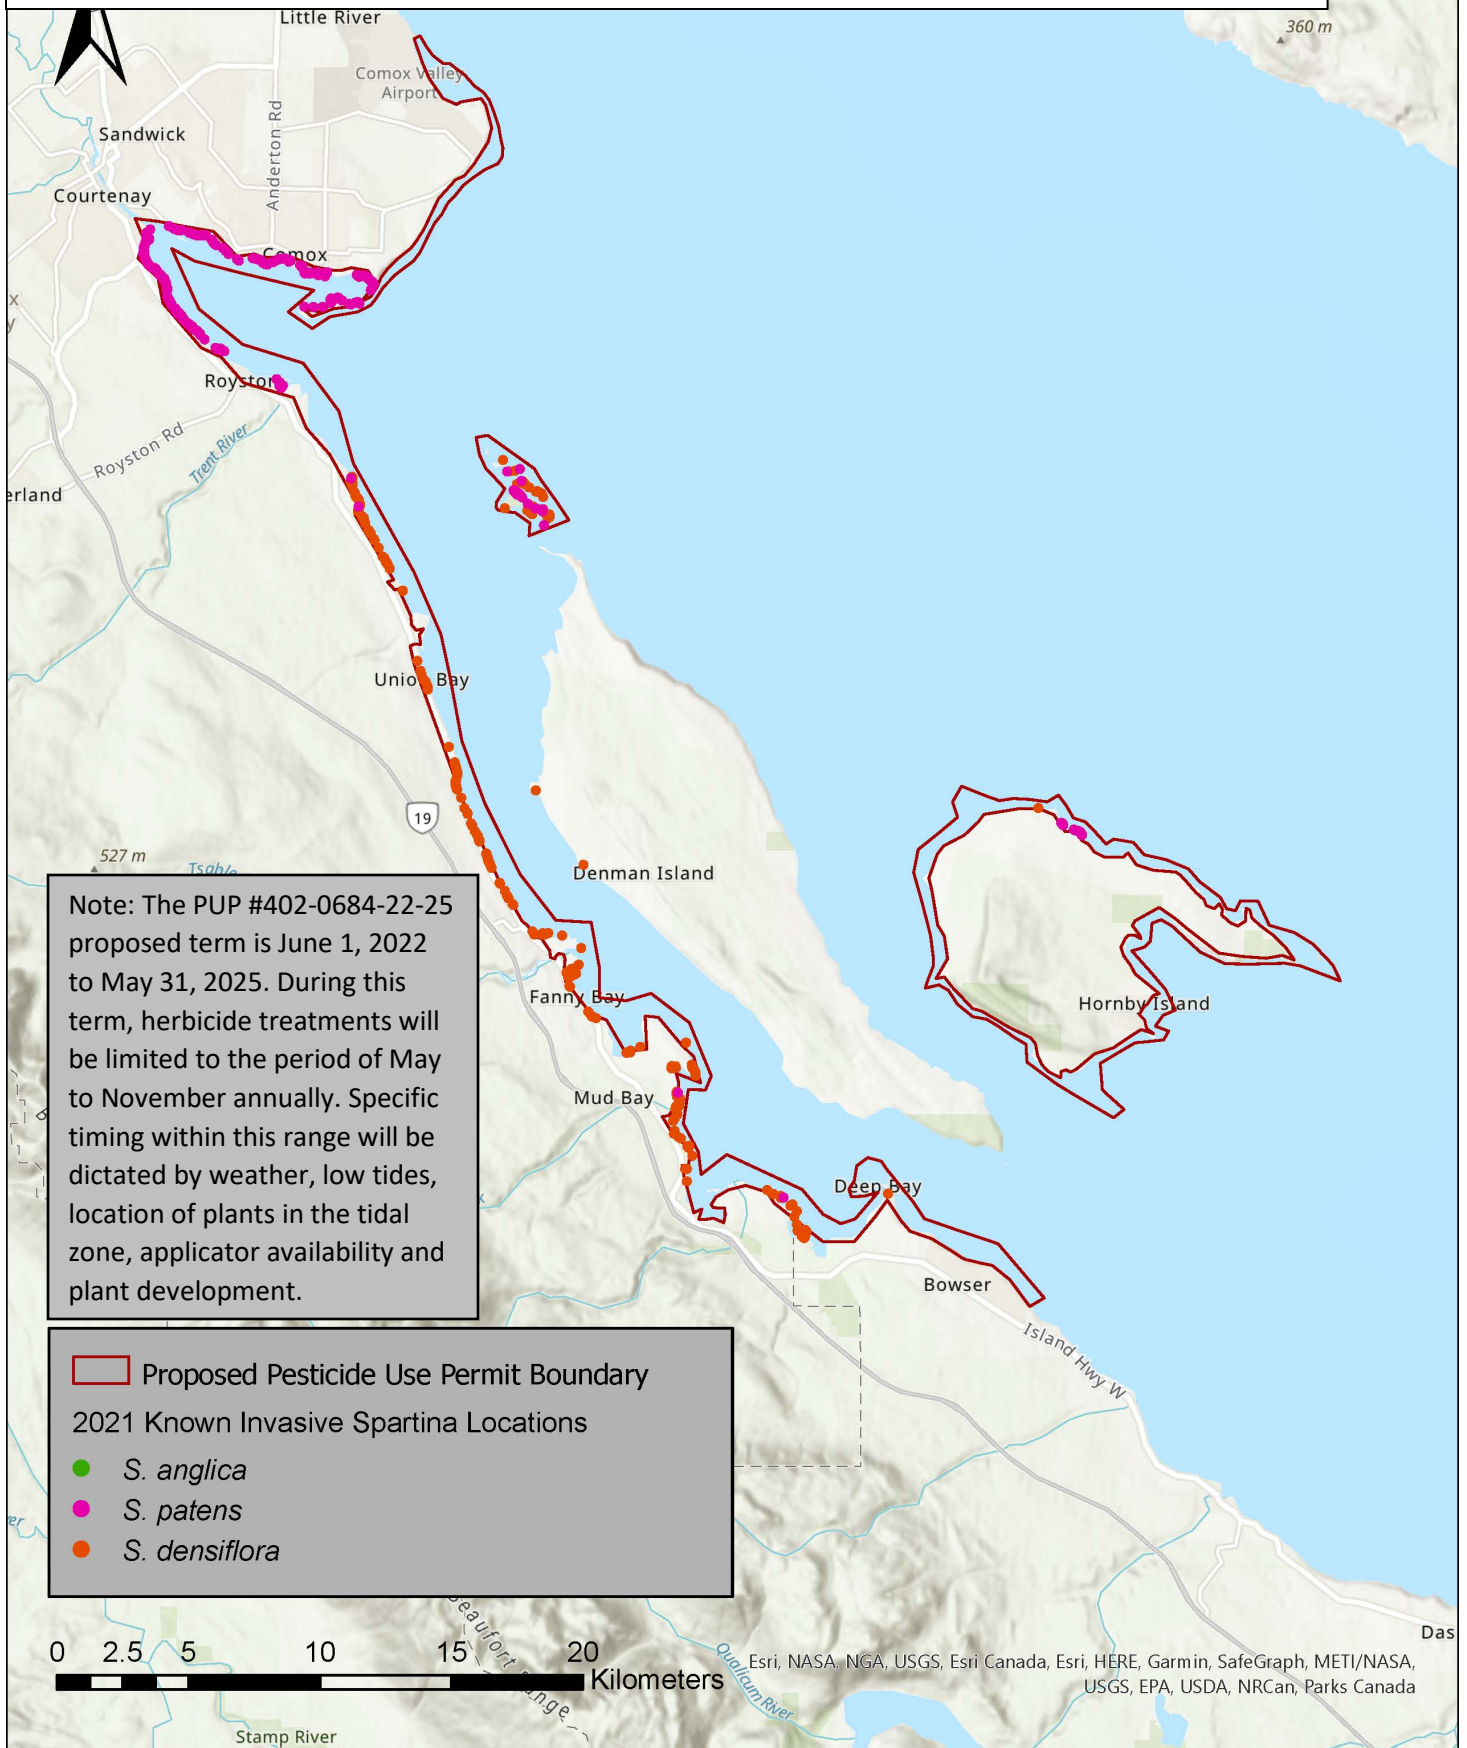 Little River
360 m
Comox Valley
Airport
Sandwick
Anderton Rd
Courtenay
Comox
Royston
Royston Rd
Trent River
erland
Union Bay
19
527 m
Tsable
Denman Island
Note: The PUP #402-0684-22-25
proposed term is June 1, 2022
to May 31, 2025. During this
term, herbicide treatments will
be limited to the period of May
to November annually. Specific
timing within this range will be
dictated by weather, low tides,
location of plants in the tidal
zone, applicator availability and
plant development.
Fanny Bay
Hornby Island
Mud Bay
Deep Bay
Bowser
Island Hwy W
Proposed Pesticide Use Permit Boundary
2021 Known Invasive Spartina Locations
S. anglica
S. patens
S. densiflora
Beaufort Range
0 2.5 5 10 15 20
Kilometers
Qualicum River
Das
Esri, NASA, NGA, USGS, Esri Canada, Esri, HERE, Garmin, SafeGraph, METI/NASA,
USGS, EPA, USDA, NRCan, Parks Canada
Stamp River